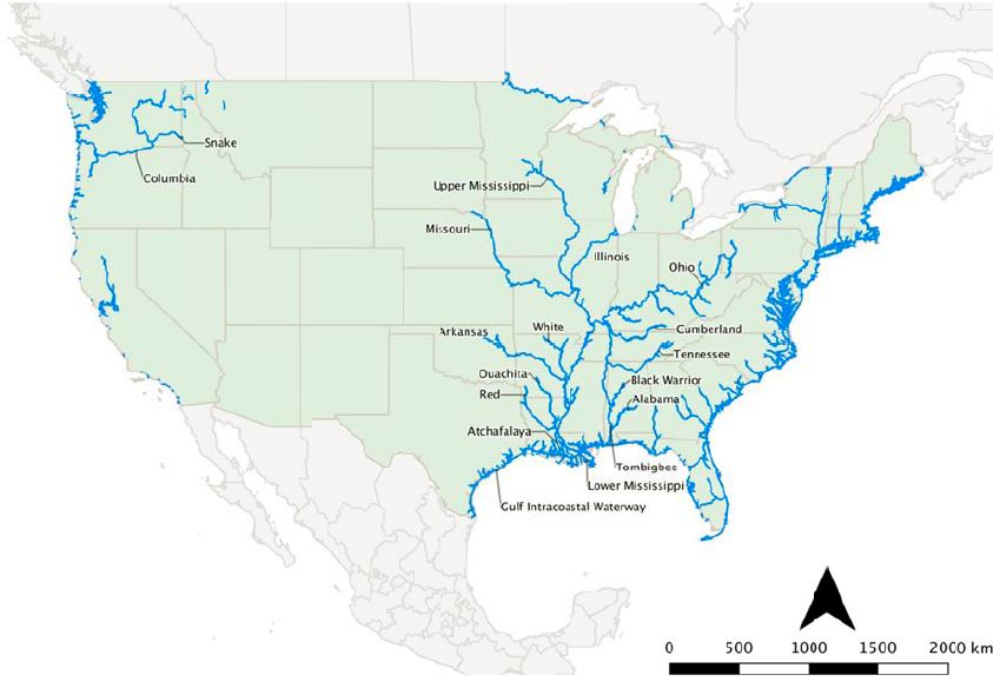 Snake
Columbia
Upper Mississippi
Missouri
Illinois
Ohio
Arkansas
White
Cumberland
Tennessee
Ouachita
Black Warrior
Red
Alabama
Atchafalaya
Tombigbee
Lower Mississippi
Gulf Intracoastal Waterway
0 500 1000 1500 2000 km